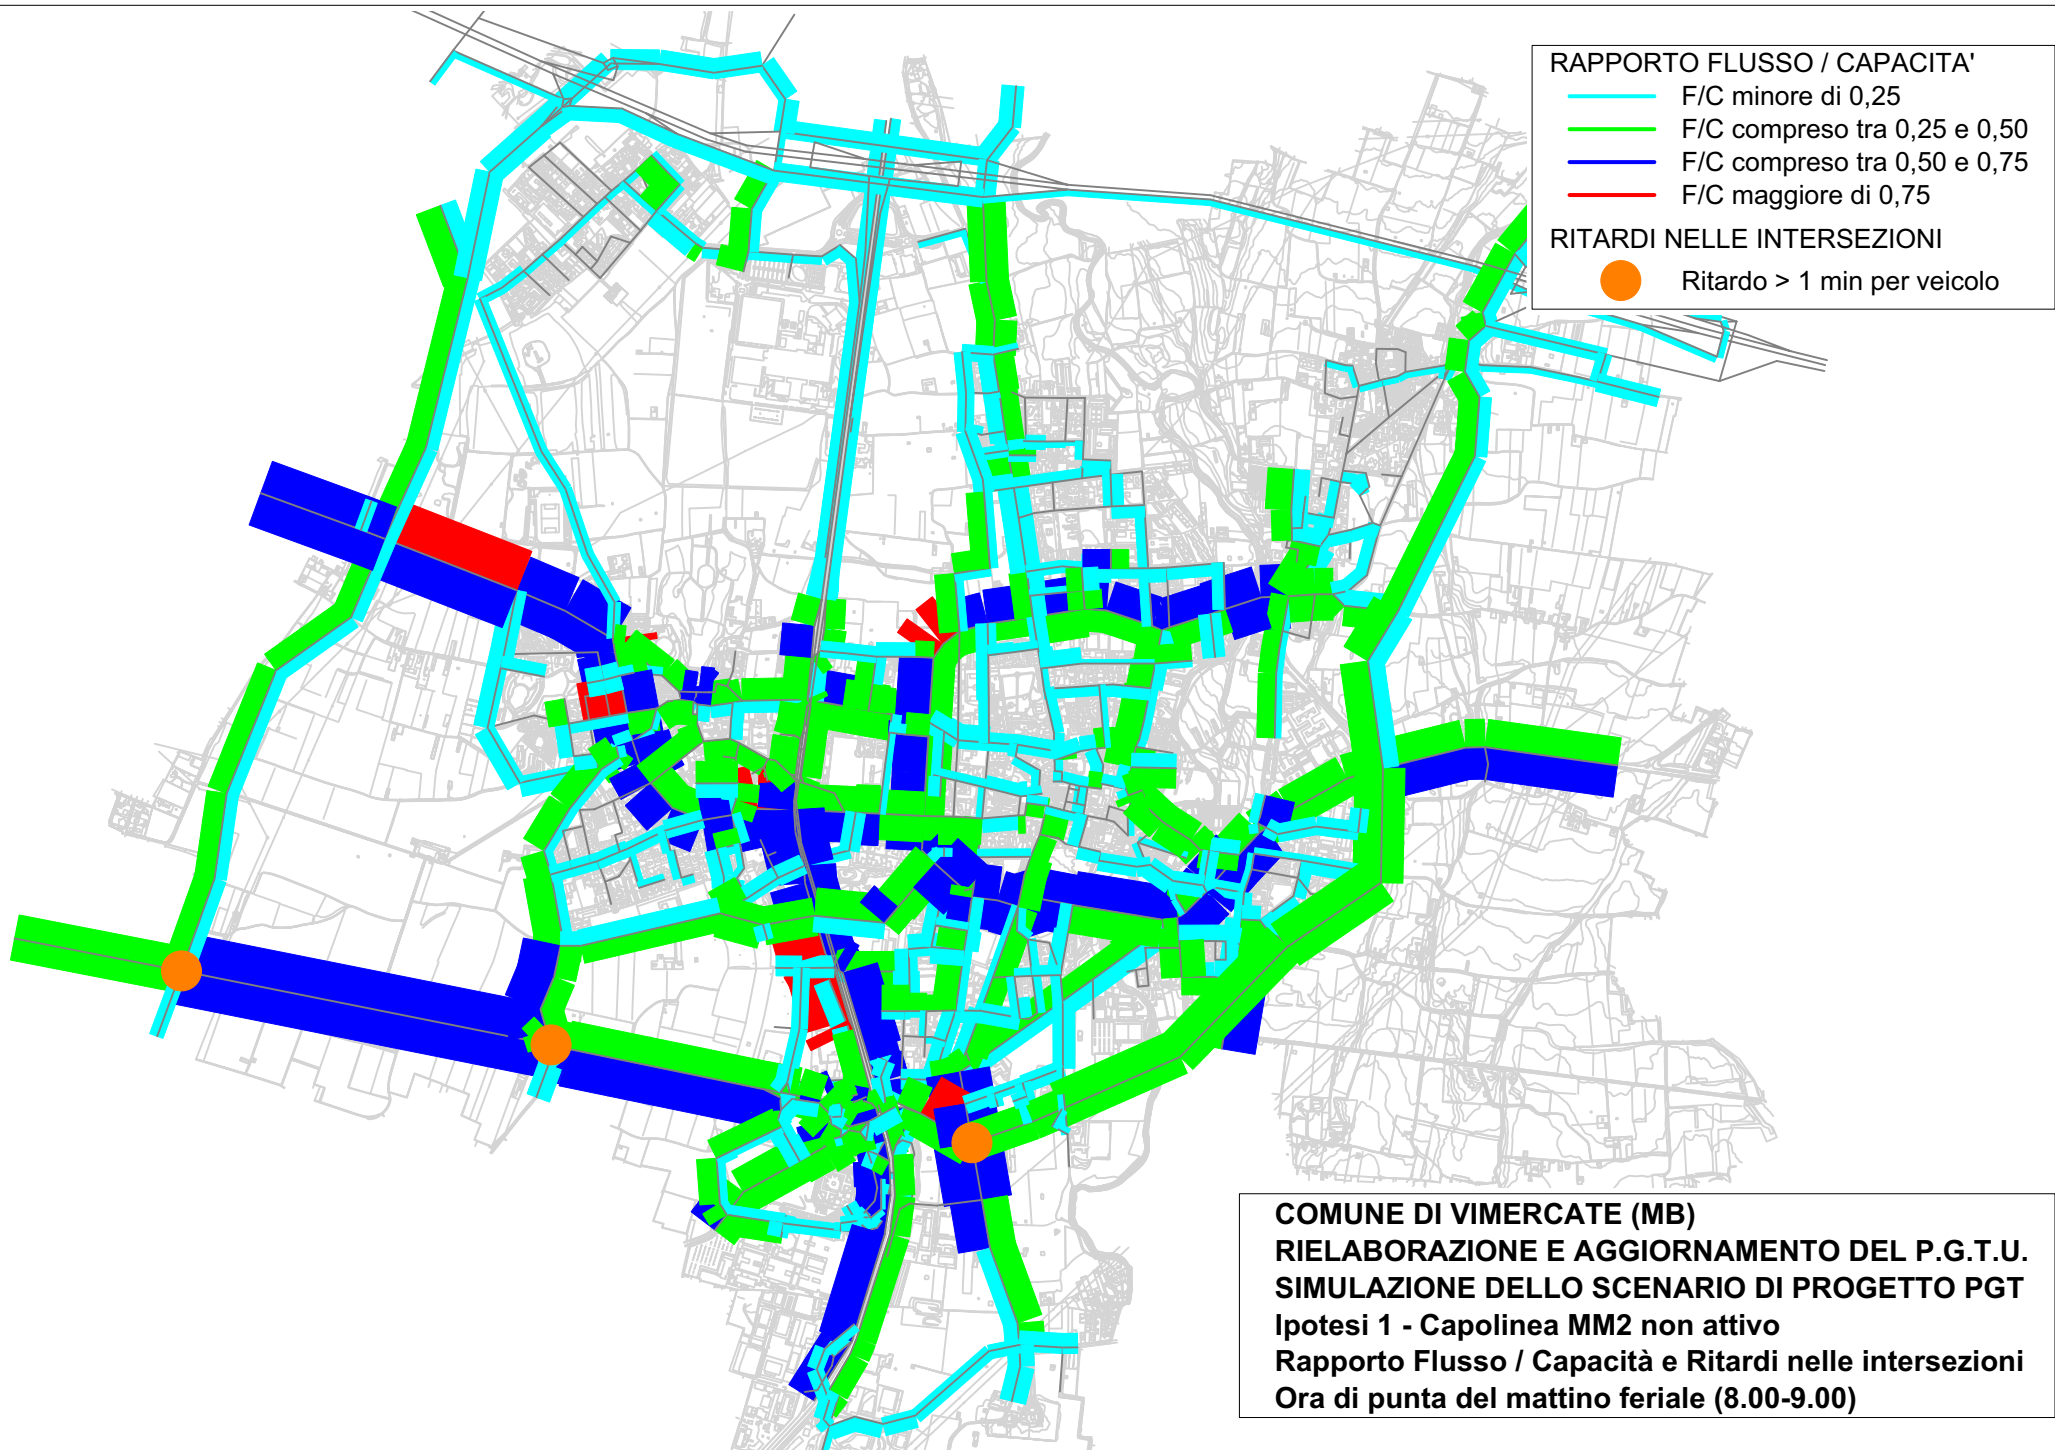 RAPPORTO FLUSSO / CAPACITA'
F/C minore di 0,25
F/C compreso tra 0,25 e 0,50
F/C compreso tra 0,50 e 0,75
F/C maggiore di 0,75
RITARDI NELLE INTERSEZIONI
Ritardo > 1 min per veicolo
COMUNE DI VIMERCATE (MB)
RIELABORAZIONE E AGGIORNAMENTO DEL P.G.T.U.
SIMULAZIONE DELLO SCENARIO DI PROGETTO PGT
Ipotesi 1 - Capolinea MM2 non attivo
Rapporto Flusso / Capacità e Ritardi nelle intersezioni
Ora di punta del mattino feriale (8.00-9.00)